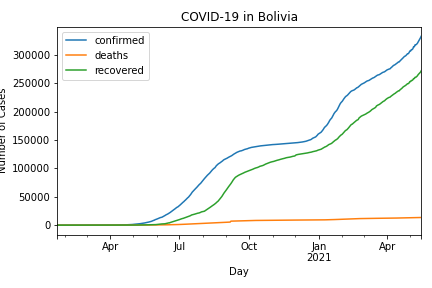 COVID-19 in Bolivia
confirmed
deaths
recovered
300000
250000
200000
150000
100000
50000
0
Number of Cases
Apr Jul Oct Jan Apr
2021
Day